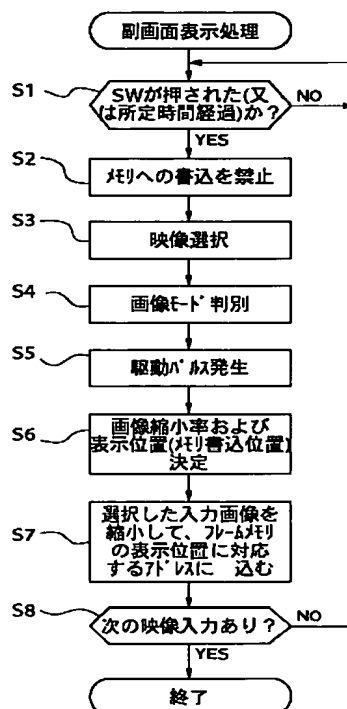 副画面表示処理
S1
SWが押された(又
は所定時間経過)か?
NO
YES
S2
メモリへの書込を禁止
S3
映像選択
S4
画像モード判別
S5
駆動パルス発生
S6
画像縮小率および
表示位置(メモリ書込位置)
決定
S7
選択した入力画像を
縮小して、フレームメモリ
の表示位置に対応
するアドレスに 込む
S8
次の映像入力あり?
NO
YES
終了